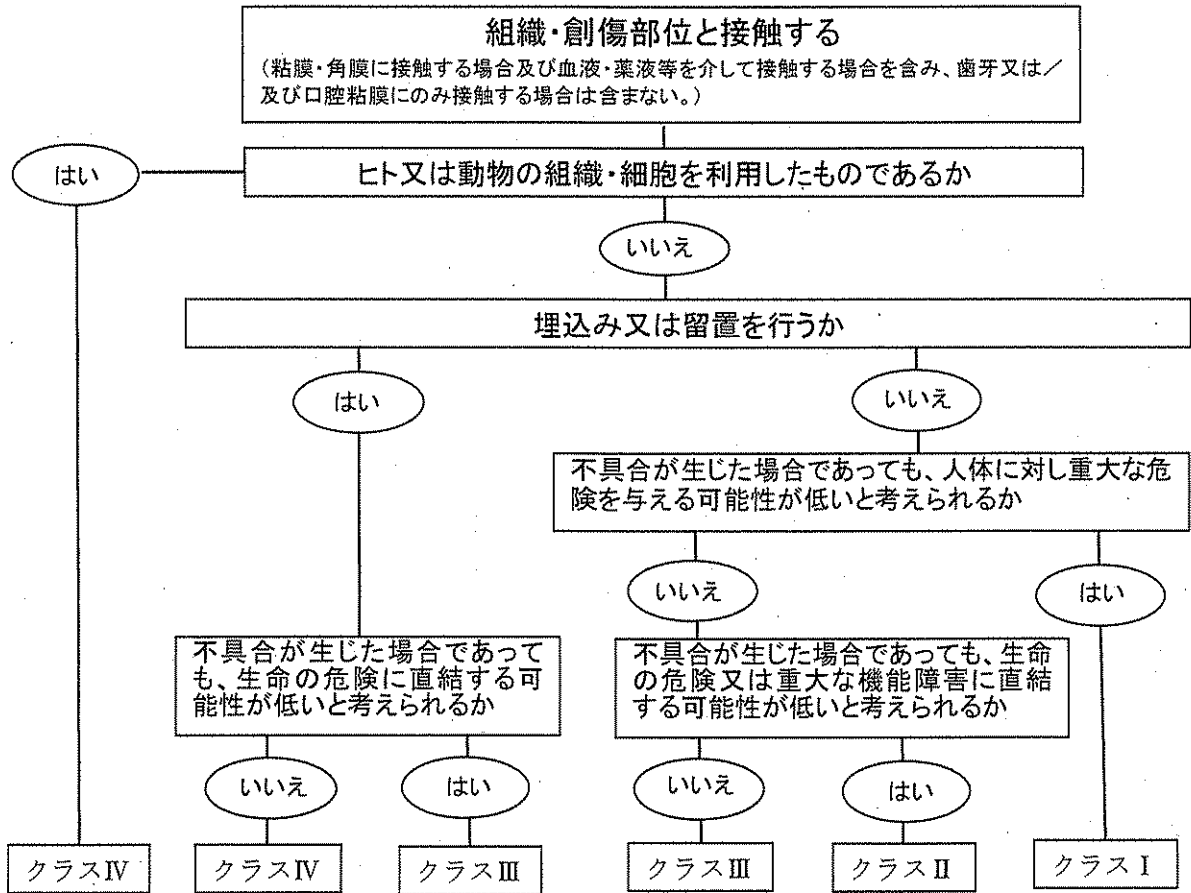 組織・創傷部位と接触する
(粘膜・角膜に接触する場合及び血液・薬液等を介して接触する場合を含み、歯牙又は／
及び口腔粘膜にのみ接触する場合は含まない。)
はい
ヒト又は動物の組織・細胞を利用したものであるか
いいえ
埋込み又は留置を行うか
はい
いいえ
不具合が生じた場合であっても、人体に対し重大な危
険を与える可能性が低いと考えられるか
いいえ
はい
不具合が生じた場合であって
も、生命の危険に直結する可
能性が低いと考えられるか
不具合が生じた場合であっても、生命
の危険又は重大な機能障害に直結
する可能性が低いと考えられるか
いいえ
はい
いいえ
はい
クラスⅣ
クラスⅣ
クラスⅢ
クラスⅢ
クラスⅡ
クラスⅠ